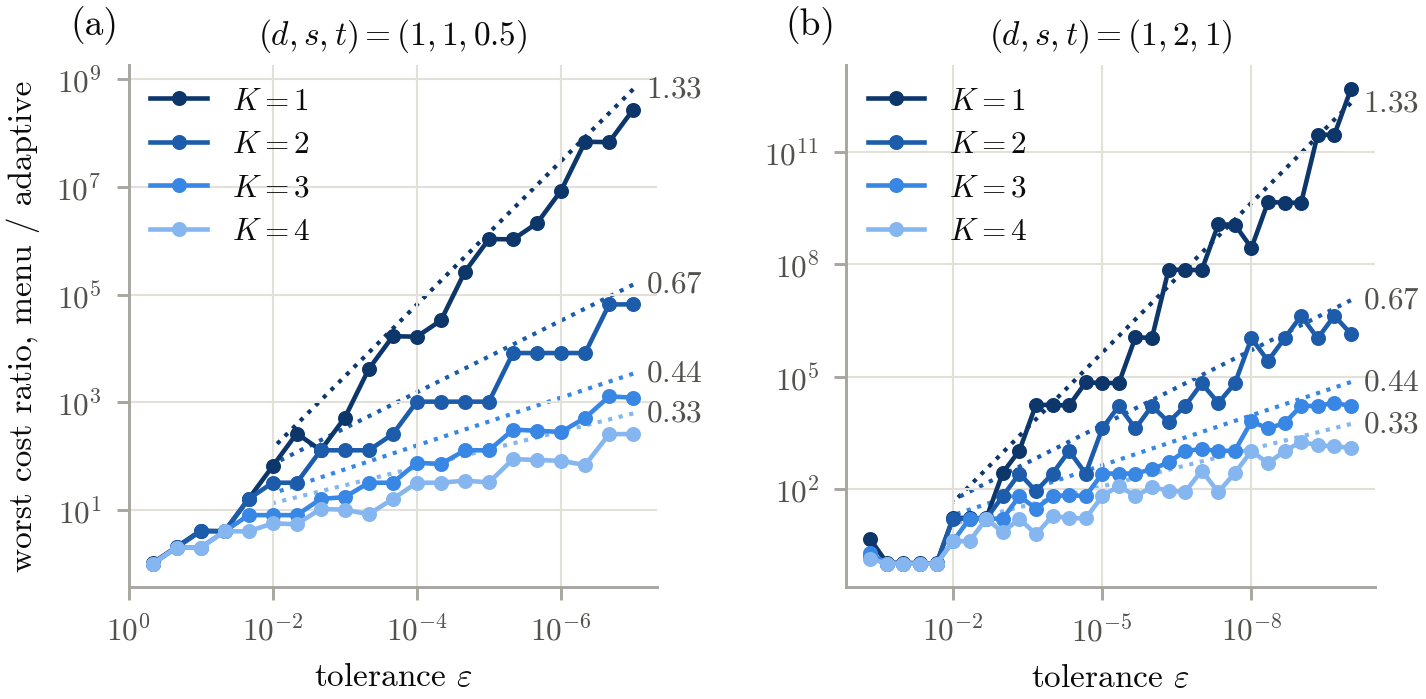 (a)
(d, s, t) = (1, 1, 0.5)
worst cost ratio, menu / adaptive
10^9
10^7
10^5
10^3
10^1
K = 1
K = 2
K = 3
K = 4
1.33
0.67
0.44
0.33
10^0
10^−2
10^−4
10^−6
tolerance ε
(b)
(d, s, t) = (1, 2, 1)
10^11
10^8
10^5
10^2
K = 1
K = 2
K = 3
K = 4
1.33
0.67
0.44
0.33
10^−2
10^−5
10^−8
tolerance ε